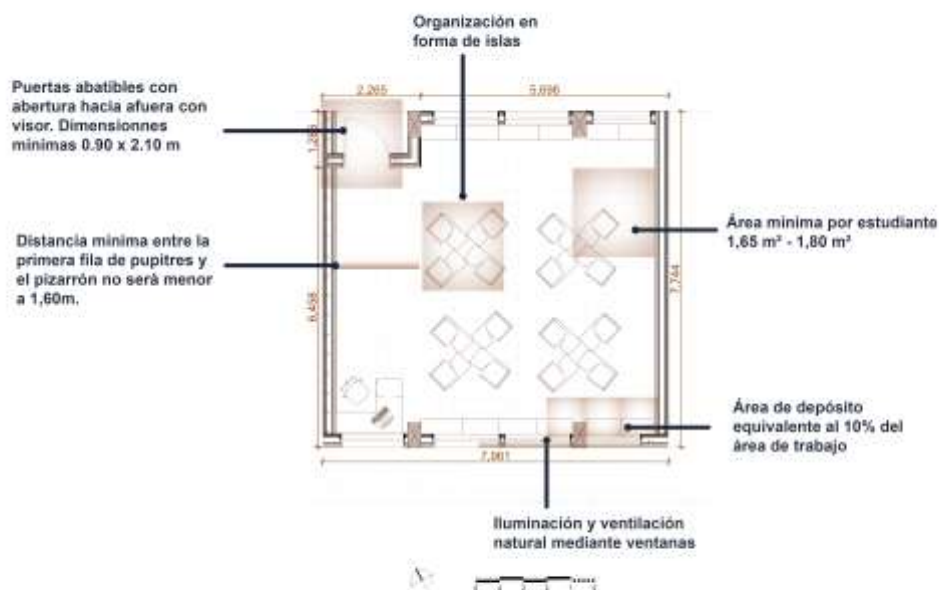 Organización en
forma de islas
Puertas abatibles con
abertura hacia afuera con
visor. Dimensionnes
mínimas 0.90 x 2.10 m
2,265
5,696
Distancia mínima entre la
primera fila de pupitres y
el pizarrón no será menor
a 1,60m.
Área mínima por estudiante
1,65 m² - 1,80 m²
7,744
6,458
Área de depósito
equivalente al 10% del
área de trabajo
7,961
Iluminación y ventilación
natural mediante ventanas